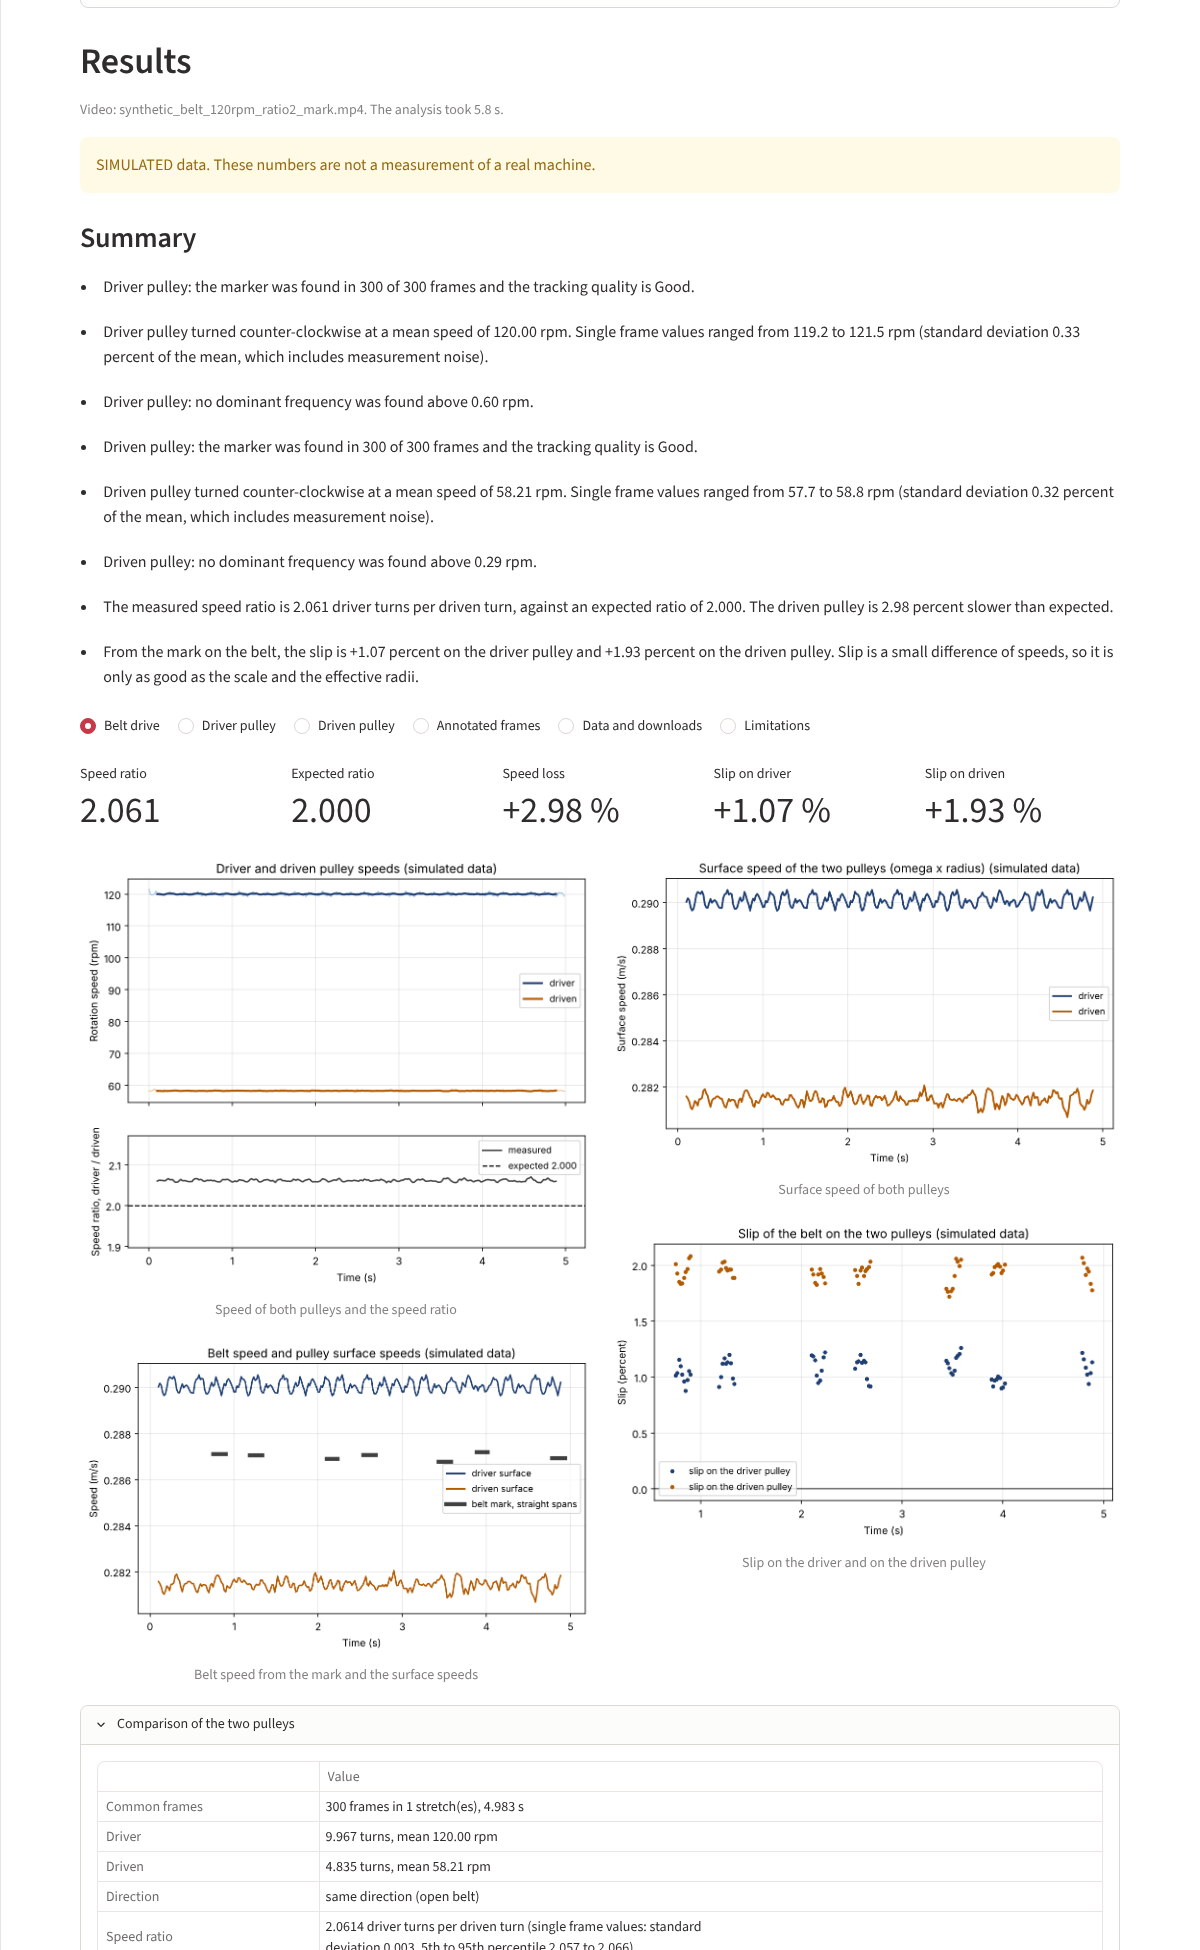 Results
Video: synthetic_belt_120rpm_ratio2_mark.mp4. The analysis took 5.8 s.
SIMULATED data. These numbers are not a measurement of a real machine.
Summary
• Driver pulley: the marker was found in 300 of 300 frames and the tracking quality is Good.
• Driver pulley turned counter-clockwise at a mean speed of 120.00 rpm. Single frame values ranged from 119.2 to 121.5 rpm (standard deviation 0.33
percent of the mean, which includes measurement noise).
• Driver pulley: no dominant frequency was found above 0.60 rpm.
• Driven pulley: the marker was found in 300 of 300 frames and the tracking quality is Good.
• Driven pulley turned counter-clockwise at a mean speed of 58.21 rpm. Single frame values ranged from 57.7 to 58.8 rpm (standard deviation 0.32 percent
of the mean, which includes measurement noise).
• Driven pulley: no dominant frequency was found above 0.29 rpm.
• The measured speed ratio is 2.061 driver turns per driven turn, against an expected ratio of 2.000. The driven pulley is 2.98 percent slower than expected.
• From the mark on the belt, the slip is +1.07 percent on the driver pulley and +1.93 percent on the driven pulley. Slip is a small difference of speeds, so it is
only as good as the scale and the effective radii.
Belt drive Driver pulley Driven pulley Annotated frames Data and downloads Limitations
Speed ratio Expected ratio Speed loss Slip on driver Slip on driven
2.061 2.000 +2.98 % +1.07 % +1.93 %
Driver and driven pulley speeds (simulated data)
Rotation speed (rpm)
120
110
100
90
80
70
60
driver
driven
Speed ratio, driver / driven
2.1
2.0
1.9
measured
expected 2.000
0 1 2 3 4 5
Time (s)
Speed of both pulleys and the speed ratio
Surface speed of the two pulleys (omega x radius) (simulated data)
Surface speed (m/s)
0.290
0.288
0.286
0.284
0.282
driver
driven
0 1 2 3 4 5
Time (s)
Surface speed of both pulleys
Belt speed and pulley surface speeds (simulated data)
Speed (m/s)
0.290
0.288
0.286
0.284
0.282
driver surface
driven surface
belt mark, straight spans
0 1 2 3 4 5
Time (s)
Belt speed from the mark and the surface speeds
Slip of the belt on the two pulleys (simulated data)
Slip (percent)
2.0
1.5
1.0
0.5
0.0
slip on the driver pulley
slip on the driven pulley
1 2 3 4 5
Time (s)
Slip on the driver and on the driven pulley
Comparison of the two pulleys
Value
Common frames 300 frames in 1 stretch(es), 4.983 s
Driver 9.967 turns, mean 120.00 rpm
Driven 4.835 turns, mean 58.21 rpm
Direction same direction (open belt)
Speed ratio 2.0614 driver turns per driven turn (single frame values: standard
deviation 0.003, 5th to 95th percentile 2.057 to 2.066)